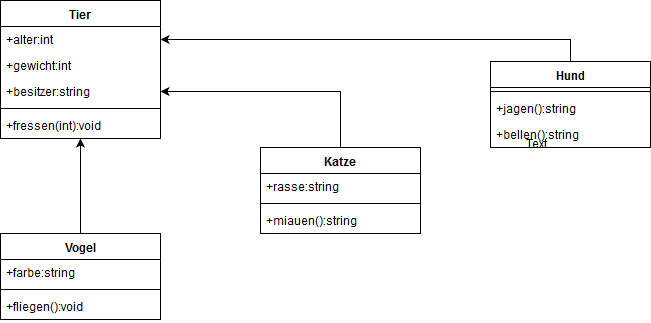 Tier
+alter:int
+gewicht:int
+besitzer:string
+fressen(int):void
Hund
+jagen():string
+bellen():string
Text
Katze
+rasse:string
+miauen():string
Vogel
+farbe:string
+fliegen():void